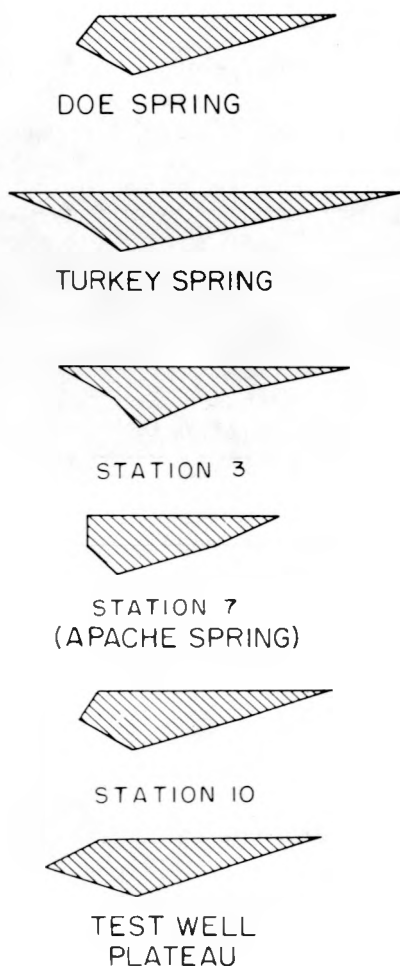 DOE SPRING
TURKEY SPRING
STATION 3
STATION 7
(APACHE SPRING)
STATION 10
TEST WELL
PLATEAU